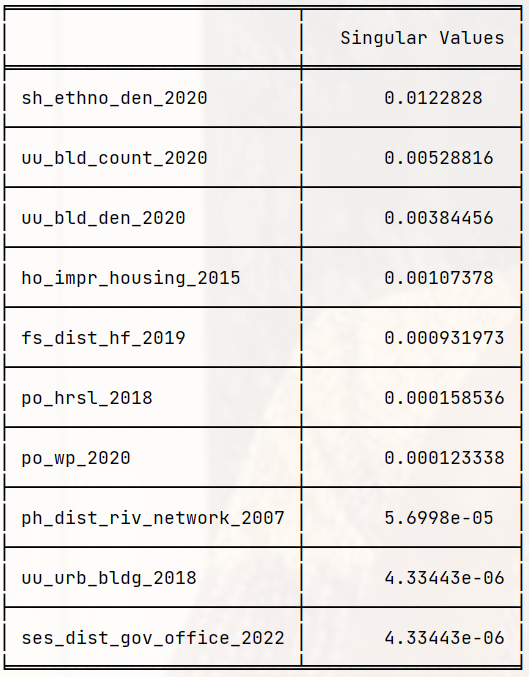 Singular Values
sh_ethno_den_2020 0.0122828
uu_bld_count_2020 0.00528816
uu_bld_den_2020 0.00384456
ho_impr_housing_2015 0.00107378
fs_dist_hf_2019 0.000931973
po_hrsl_2018 0.000158536
po_wp_2020 0.000123338
ph_dist_riv_network_2007 5.6998e-05
uu_urb_bldg_2018 4.33443e-06
ses_dist_gov_office_2022 4.33443e-06